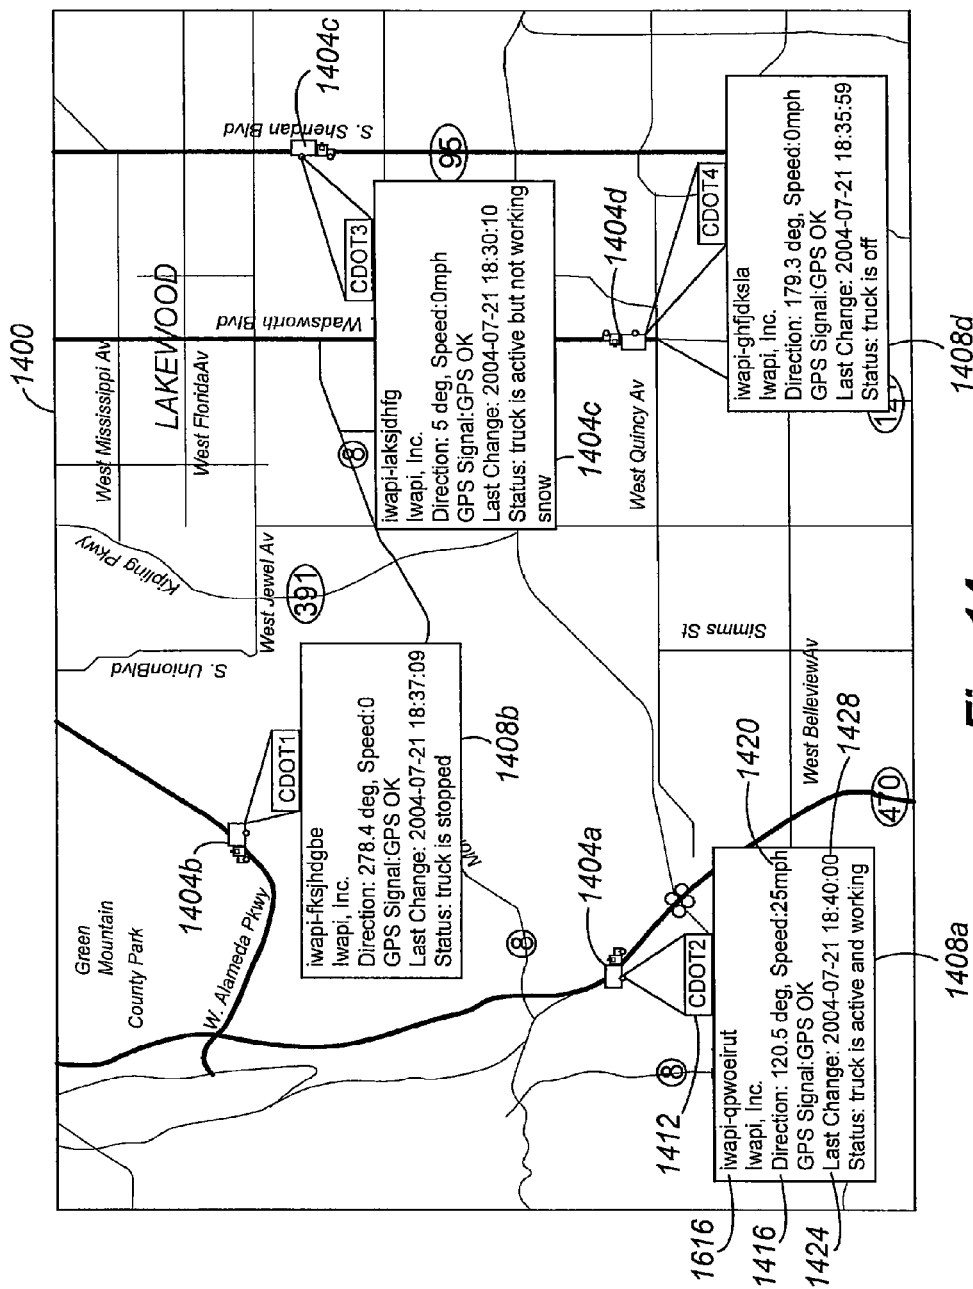 1400
Green
Mountain
County Park
1404b
W. Alameda Pkwy
CDOT1
iwapi-fksjhdgbe
Iwapi, Inc.
Direction: 278.4 deg, Speed:0
GPS Signal:GPS OK
Last Change: 2004-07-21 18:37:09
Status: truck is stopped
1408b
S. UnionBlvd
Kipling Pkwy
West Mississippi Av
LAKEWOOD
West FloridaAv
West Jewel Av
391
8
Wadsworth Blvd
S. Sheridan Blvd
1404c
CDOT3
95
iwapi-laksjdhfg
Iwapi, Inc.
Direction: 5 deg, Speed:0mph
GPS Signal:GPS OK
Last Change: 2004-07-21 18:30:10
Status: truck is active but not working
snow
1404c
1404d
8
1404a
8
1412
CDOT2
iwapi-qpwoeirut
Iwapi, Inc.
Direction: 120.5 deg, Speed:25mph
GPS Signal:GPS OK
Last Change: 2004-07-21 18:40:00
Status: truck is active and working
1616
1416
1424
1420
1428
1408a
470
West BelleviewAv
Simms St
West Quincy Av
CDOT4
iwapi-ghfjdksla
Iwapi, Inc.
Direction: 179.3 deg, Speed:0mph
GPS Signal:GPS OK
Last Change: 2004-07-21 18:35:59
Status: truck is off
1408d